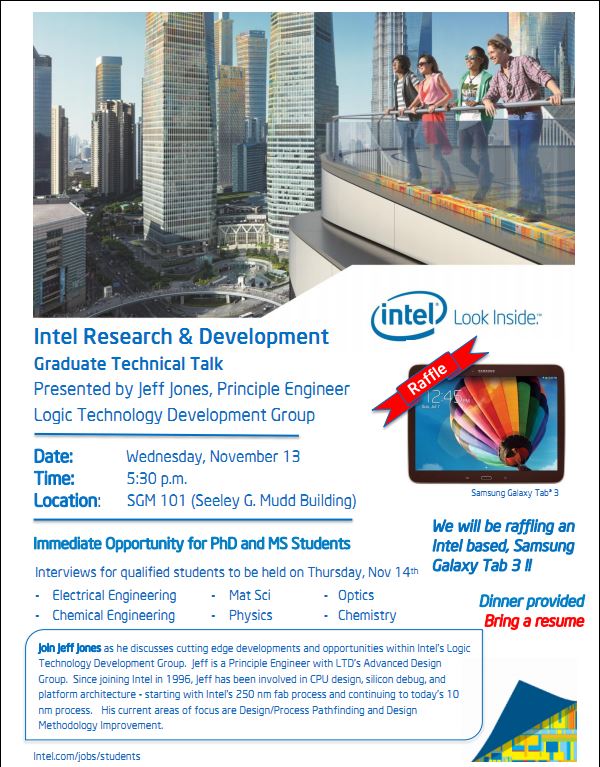 intel Look Inside.™
Intel Research & Development
Graduate Technical Talk
Presented by Jeff Jones, Principle Engineer
Logic Technology Development Group
Raffle
SAMSUNG
12:45
Samsung Galaxy Tab® 3
Date: Wednesday, November 13
Time: 5:30 p.m.
Location: SGM 101 (Seeley G. Mudd Building)
We will be raffling an
Intel based, Samsung
Galaxy Tab 3 !!
Immediate Opportunity for PhD and MS Students
Interviews for qualified students to be held on Thursday, Nov 14th
- Electrical Engineering - Mat Sci - Optics
- Chemical Engineering - Physics - Chemistry
Dinner provided
Bring a resume
Join Jeff Jones as he discusses cutting edge developments and opportunities within Intel's Logic
Technology Development Group. Jeff is a Principle Engineer with LTD's Advanced Design
Group. Since joining Intel in 1996, Jeff has been involved in CPU design, silicon debug, and
platform architecture - starting with Intel's 250 nm fab process and continuing to today's 10
nm process. His current areas of focus are Design/Process Pathfinding and Design
Methodology Improvement.
Intel.com/jobs/students